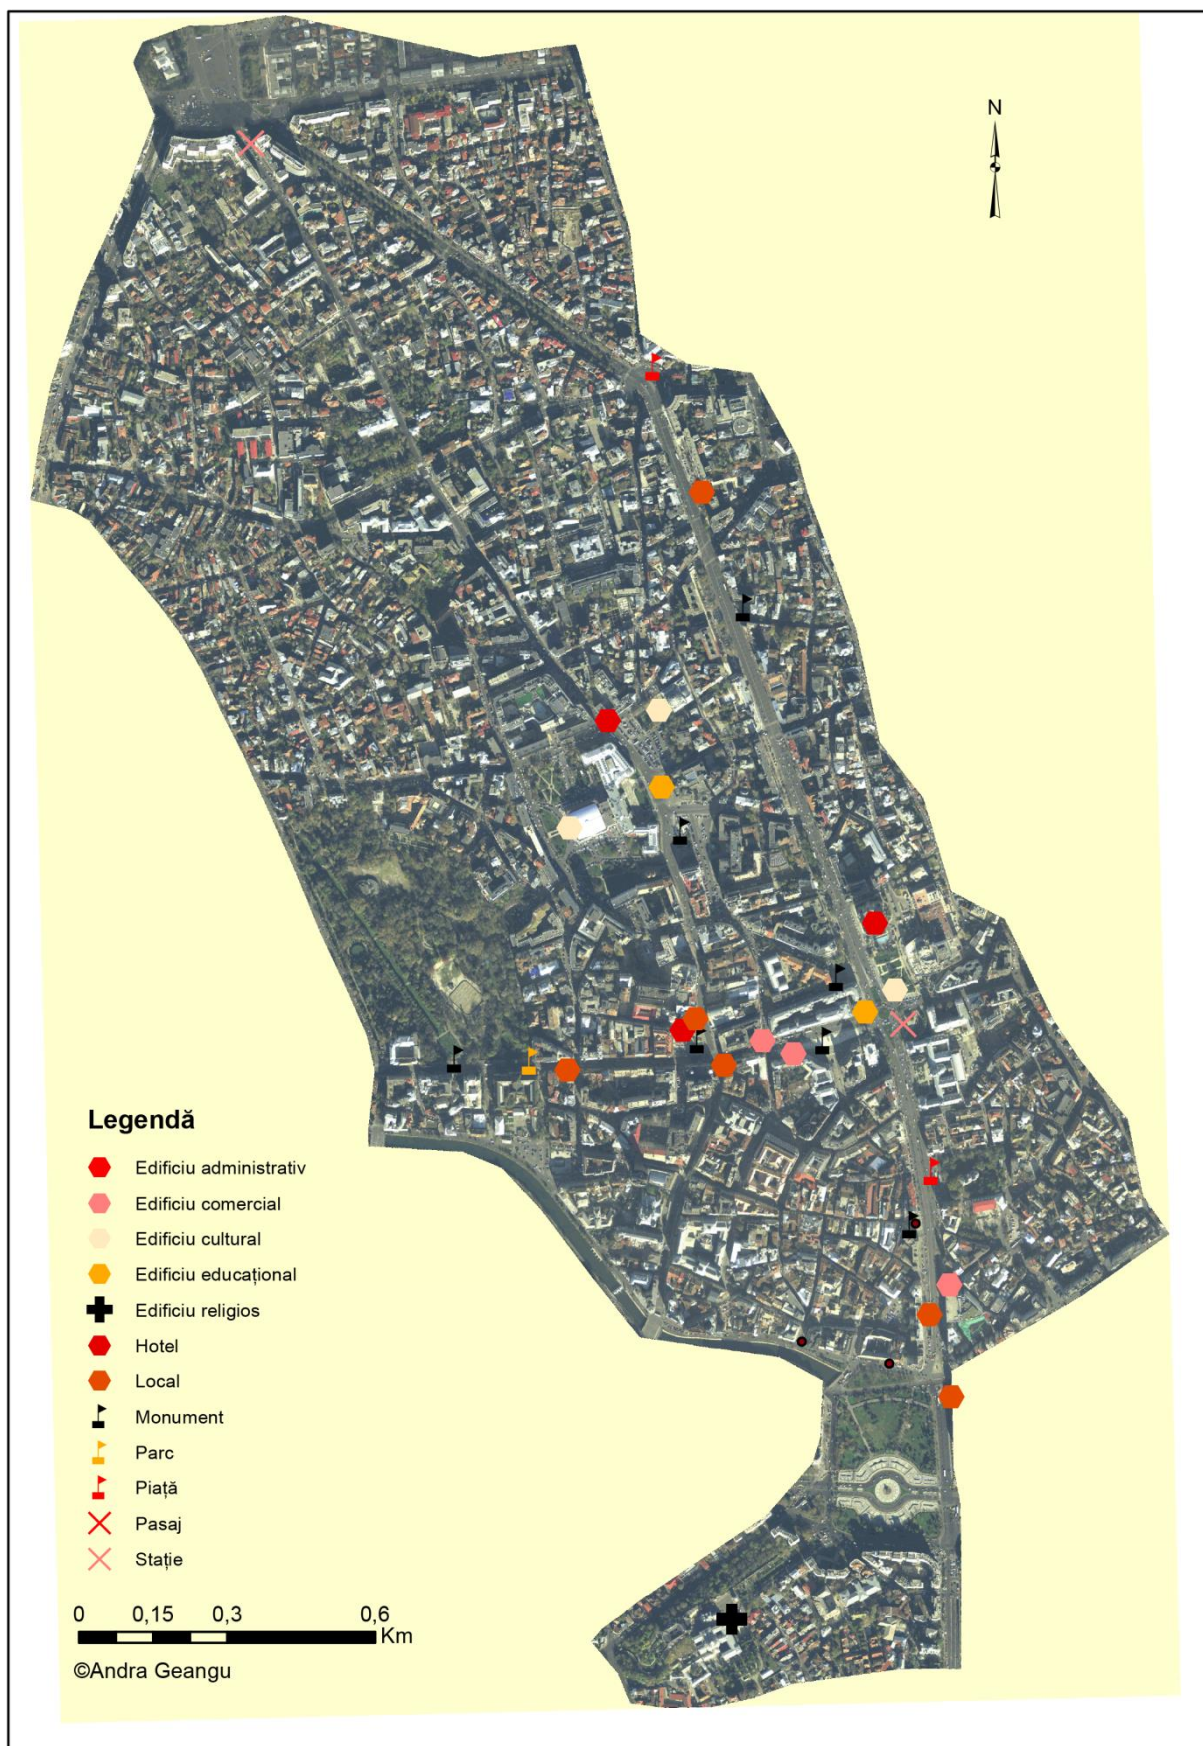 N
Legendă
Edificiu administrativ
Edificiu comercial
Edificiu cultural
Edificiu educațional
Edificiu religios
Hotel
Local
Monument
Parc
Piață
Pasaj
Stație
0 0,15 0,3 0,6
Km
©Andra Geangu